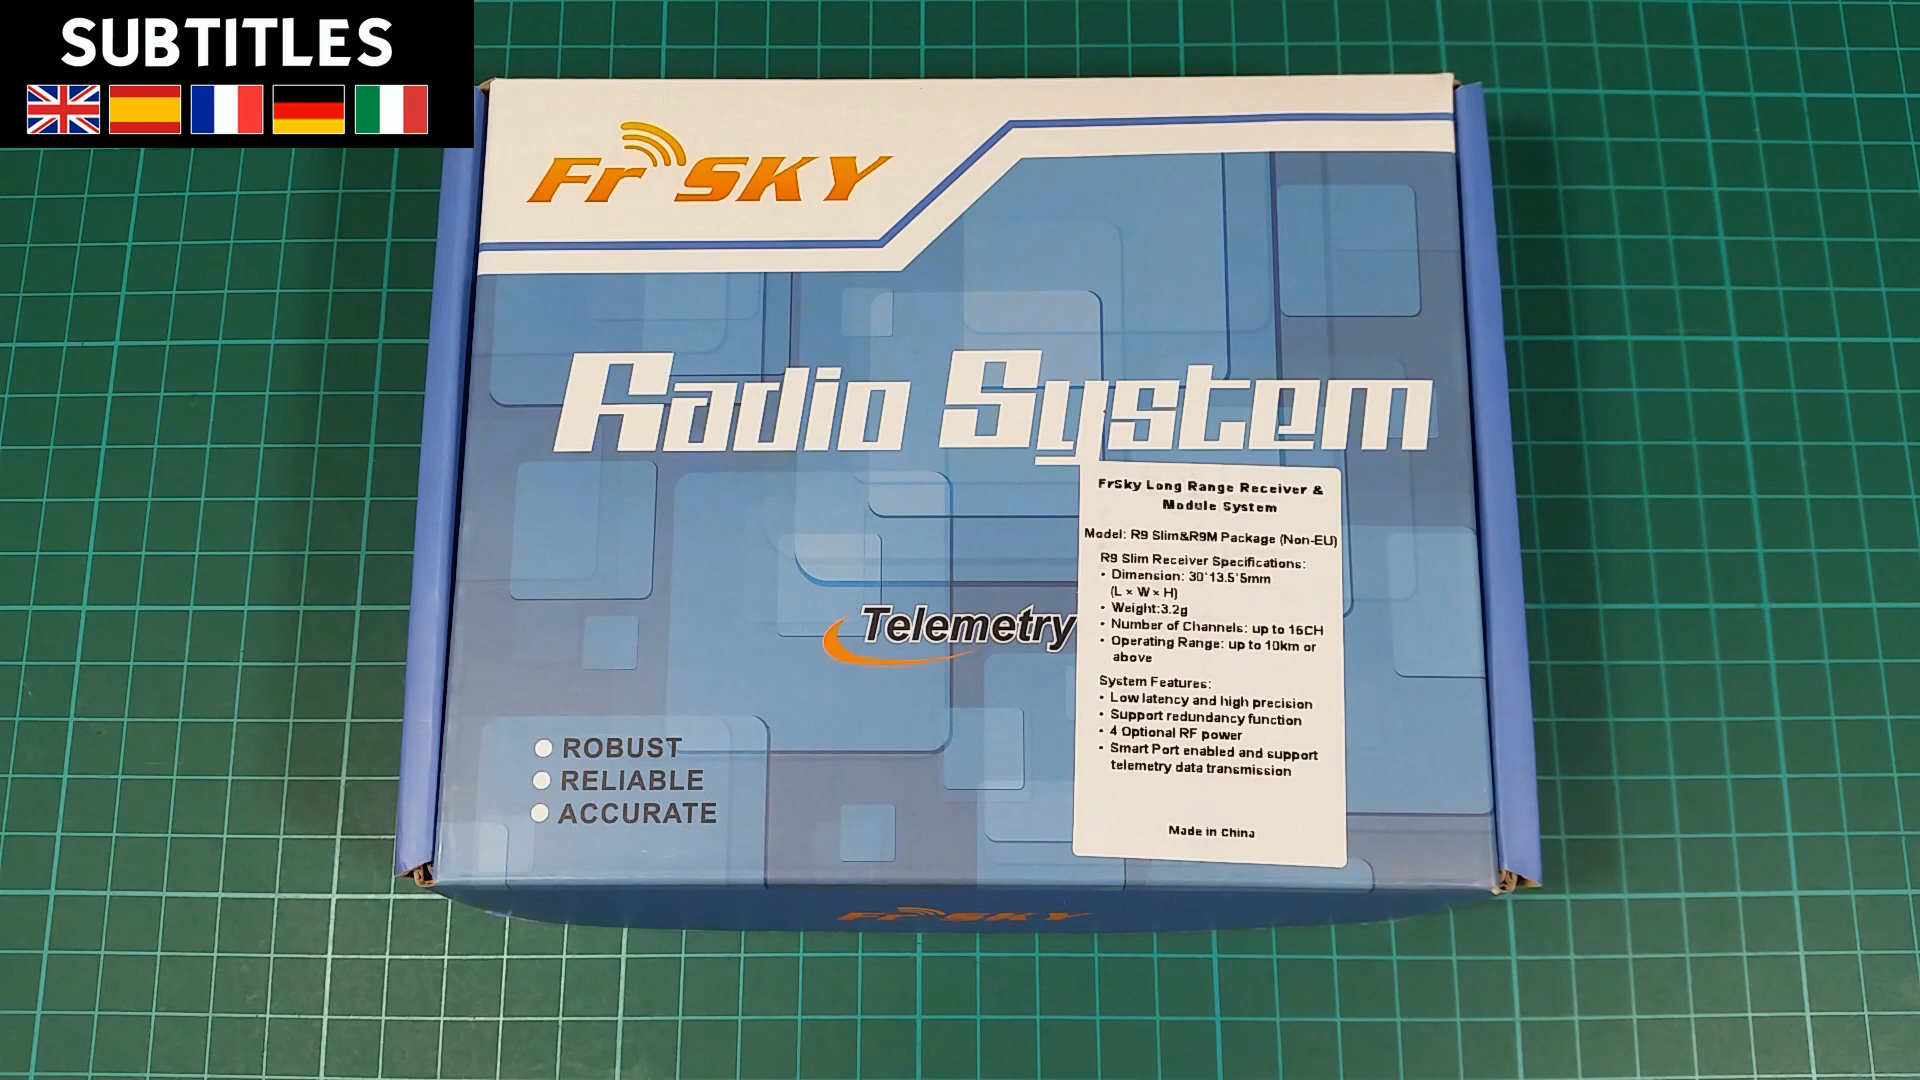 SUBTITLES
FrSKY
Radio System
FrSky Long Range Receiver &
Module System
Model: R9 Slim&R9M Package (Non-EU)
R9 Slim Receiver Specifications:
• Dimension: 30*13.5*5mm
(L × W × H)
• Weight:3.2g
• Number of Channels: up to 16CH
• Operating Range: up to 10km or
above
System Features:
• Low latency and high precision
• Support redundancy function
• 4 Optional RF power
• Smart Port enabled and support
telemetry data transmission
Made in China
Telemetry
ROBUST
RELIABLE
ACCURATE
FrSKY